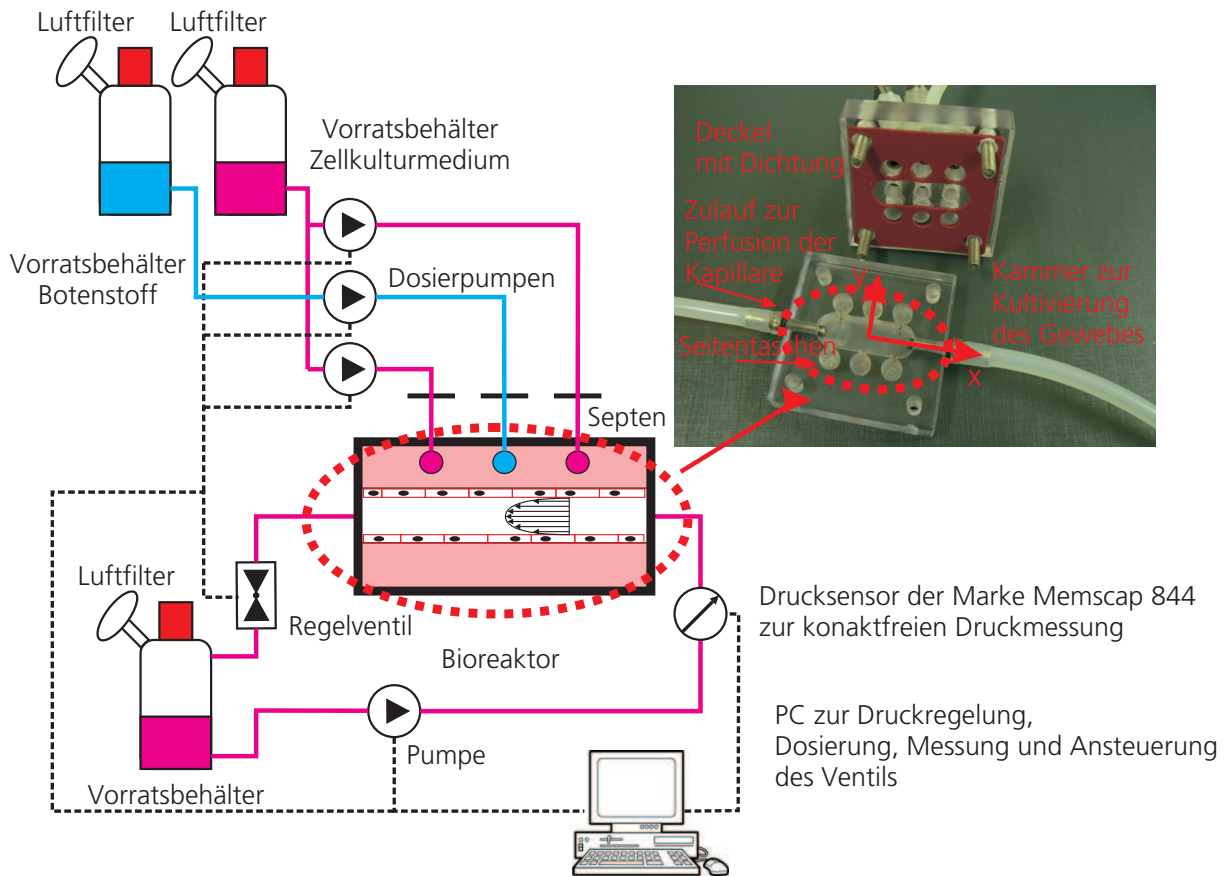 Luftfilter
Luftfilter
Vorratsbehälter
Zellkulturmedium
Vorratsbehälter
Botenstoff
Dosierpumpen
Septen
Deckel
mit Dichtung
Zulauf zur
Perfusion der
Kapillare
y
Kammer zur
Kultivierung
des Gewebes
Seitentaschen
x
Luftfilter
Regelventil
Bioreaktor
Drucksensor der Marke Memscap 844
zur konaktfreien Druckmessung
Pumpe
Vorratsbehälter
PC zur Druckregelung,
Dosierung, Messung und Ansteuerung
des Ventils